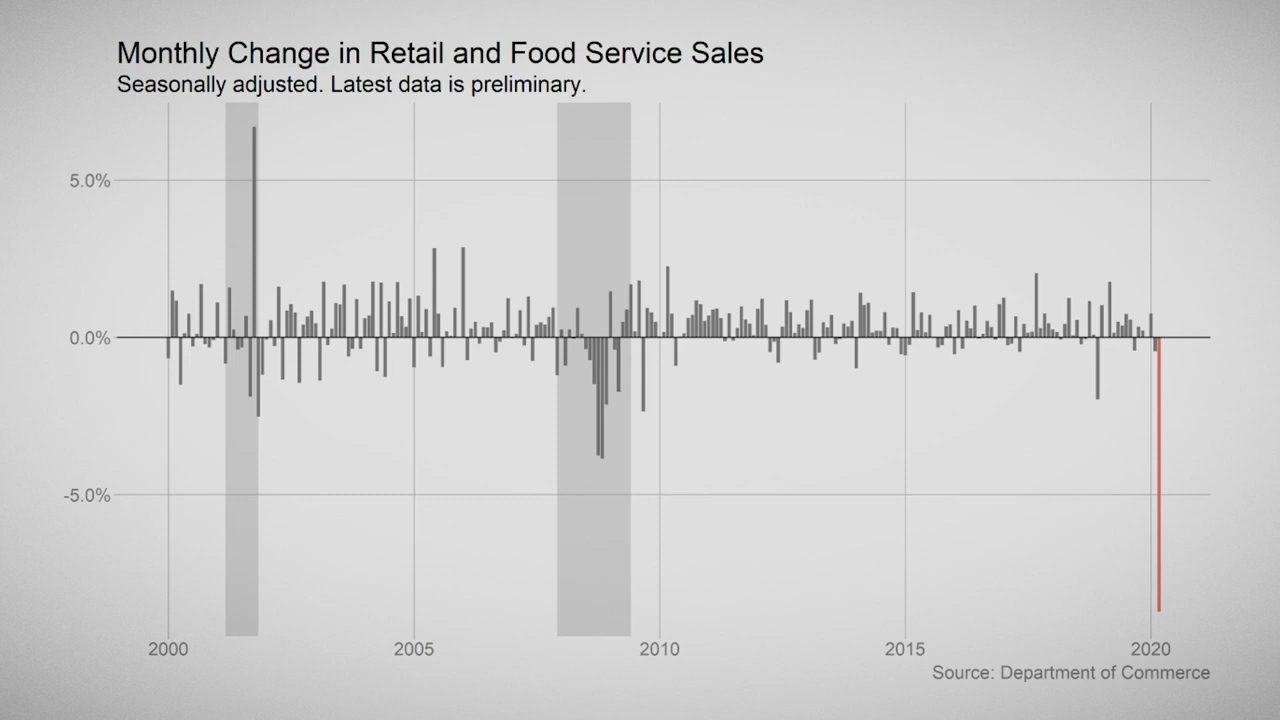 Monthly Change in Retail and Food Service Sales
Seasonally adjusted. Latest data is preliminary.
5.0%
0.0%
-5.0%
2000 2005 2010 2015 2020
Source: Department of Commerce